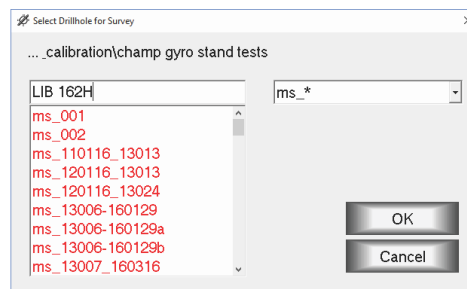 Select Drillhole for Survey
... _calibration\champ gyro stand tests
LIB 162H
ms_*
ms_001
ms_002
ms_110116_13013
ms_120116_13013
ms_120116_13024
ms_13006-160129
ms_13006-160129a
ms_13006-160129b
ms_13007_160316
OK
Cancel